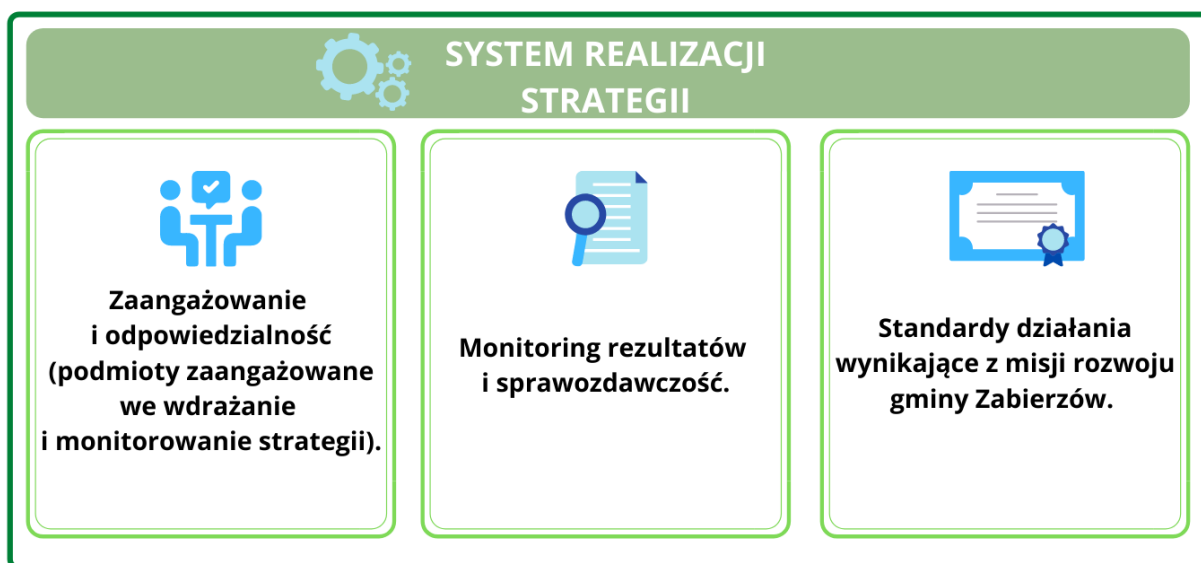 SYSTEM REALIZACJI
STRATEGII
Zaangażowanie
i odpowiedzialność
(podmioty zaangażowane
we wdrażanie
i monitorowanie strategii).
Monitoring rezultatów
i sprawozdawczość.
Standardy działania
wynikające z misji rozwoju
gminy Zabierzów.